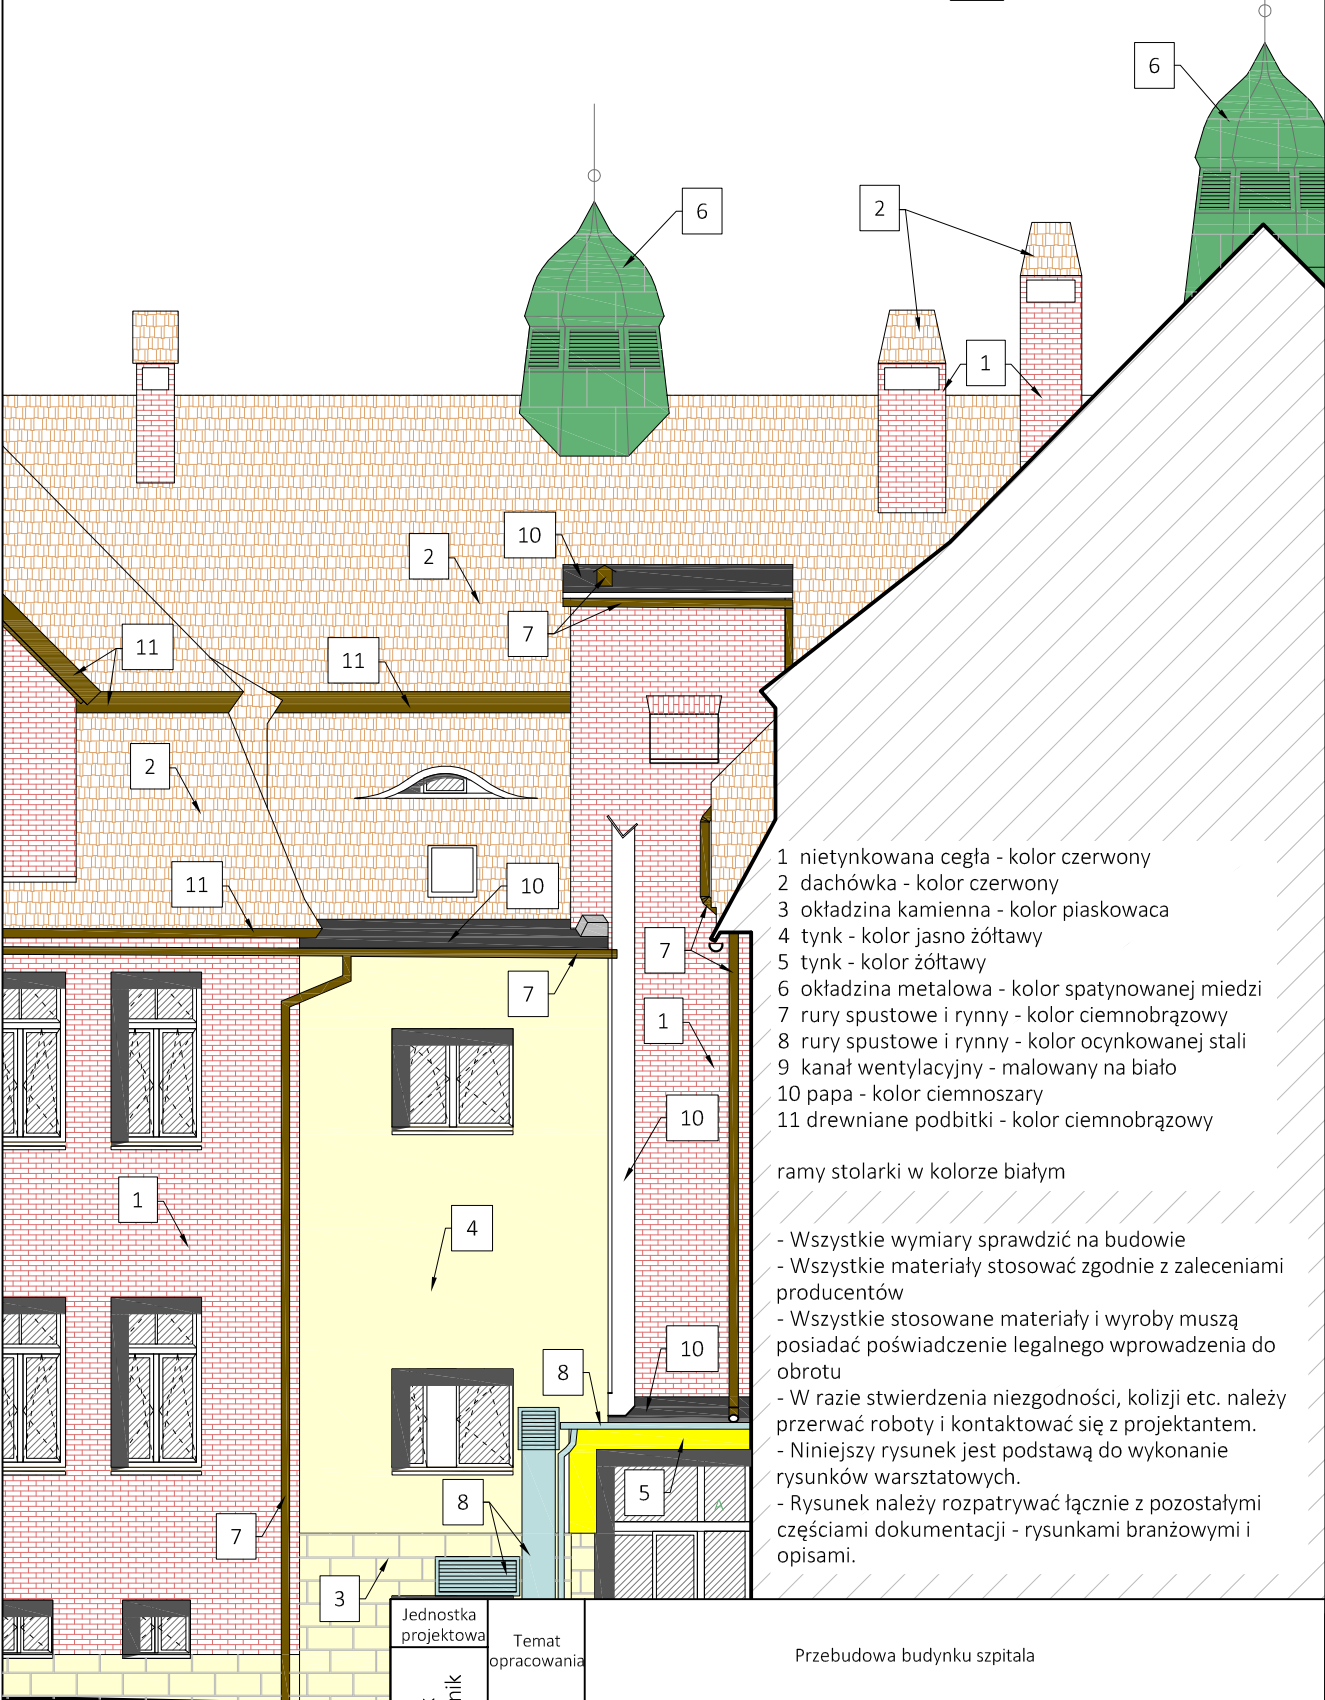 6
6
2
1
10
2
7
11
11
2
11
10
7
7
1
10
1
4
10
8
8
5
7
3
1 nietynkowana cegła - kolor czerwony
2 dachówka - kolor czerwony
3 okładzina kamienna - kolor piaskowaca
4 tynk - kolor jasno żółtawy
5 tynk - kolor żółtawy
6 okładzina metalowa - kolor spatynowanej miedzi
7 rury spustowe i rynny - kolor ciemnobrązowy
8 rury spustowe i rynny - kolor ocynkowanej stali
9 kanał wentylacyjny - malowany na biało
10 papa - kolor ciemnoszary
11 drewniane podbitki - kolor ciemnobrązowy
ramy stolarki w kolorze białym
- Wszystkie wymiary sprawdzić na budowie
- Wszystkie materiały stosować zgodnie z zaleceniami
producentów
- Wszystkie stosowane materiały i wyroby muszą
posiadać poświadczenie legalnego wprowadzenia do
obrotu
- W razie stwierdzenia niezgodności, kolizji etc. należy
przerwać roboty i kontaktować się z projektantem.
- Niniejszy rysunek jest podstawą do wykonanie
rysunków warsztatowych.
- Rysunek należy rozpatrywać łącznie z pozostałymi
częściami dokumentacji - rysunkami branżowymi i
opisami.
A
Jednostka
projektowa
Temat
opracowania
Przebudowa budynku szpitala